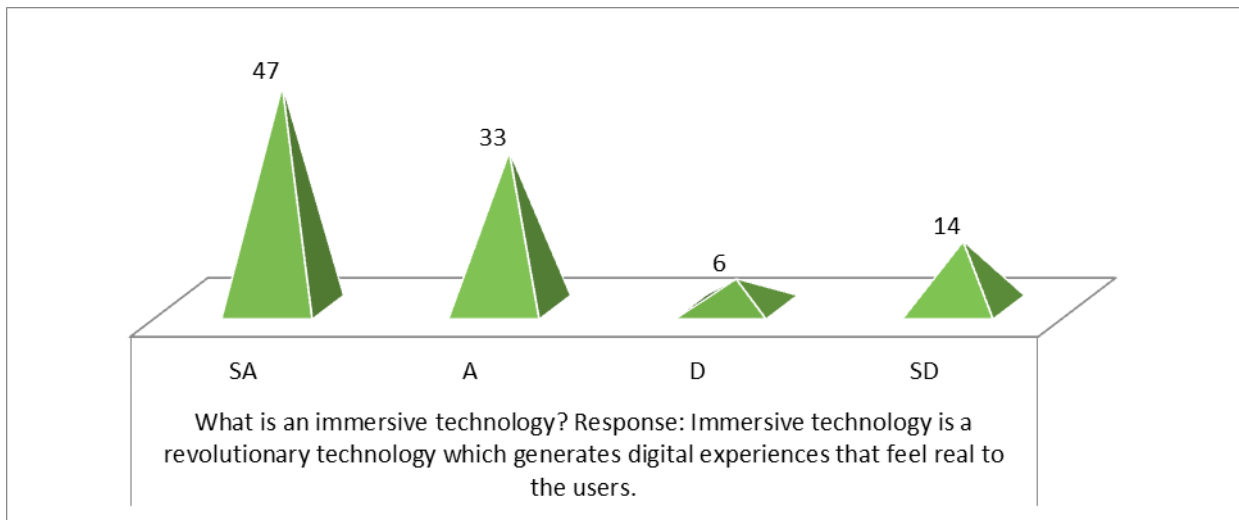 47
33
6
14
SA
A
D
SD
What is an immersive technology? Response: Immersive technology is a
revolutionary technology which generates digital experiences that feel real to
the users.